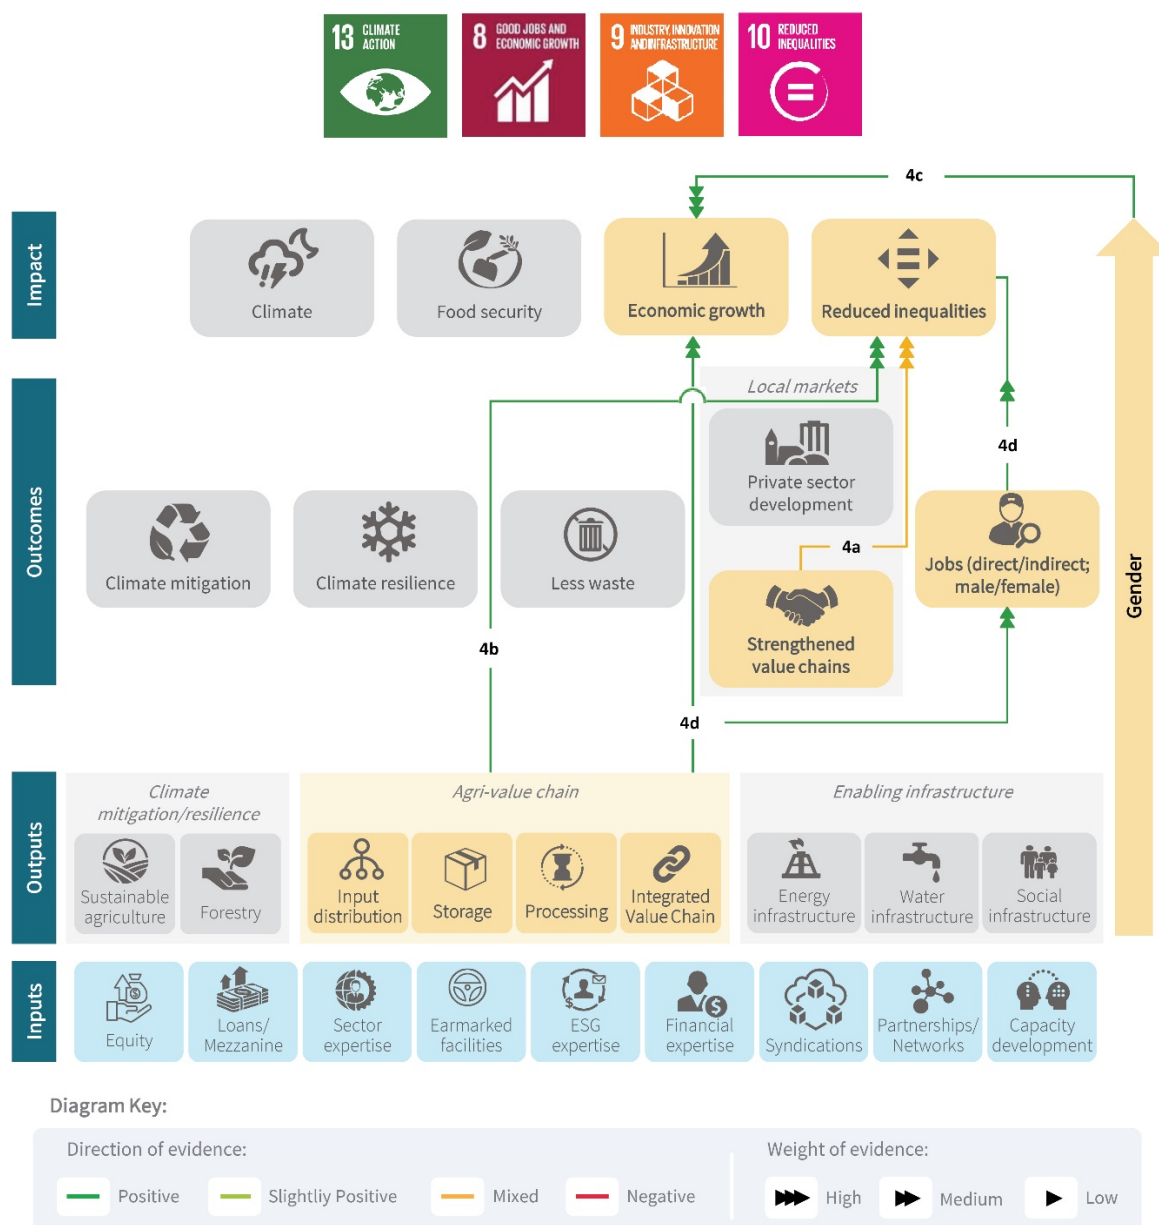 13 CLIMATE
ACTION
8 GOOD JOBS AND
ECONOMIC GROWTH
9 INDUSTRY, INNOVATION
AND INFRASTRUCTURE
10 REDUCED
INEQUALITIES
4c
Impact
Climate
Food security
Economic growth
Reduced inequalities
Outcomes
Local markets
Private sector
development
4d
4a
Climate mitigation
Climate resilience
Less waste
Jobs (direct/indirect;
male/female)
Strengthened
value chains
4b
4d
Gender
Outputs
Climate
mitigation/resilience
Sustainable
agriculture
Forestry
Agri-value chain
Input
distribution
Storage
Processing
Integrated
Value Chain
Enabling infrastructure
Energy
infrastructure
Water
infrastructure
Social
infrastructure
Inputs
Equity
Loans/
Mezzanine
Sector
expertise
Earmarked
facilities
ESG
expertise
Financial
expertise
Syndications
Partnerships/
Networks
Capacity
development
Diagram Key:
Direction of evidence:
Positive
Slightliy Positive
Mixed
Negative
Weight of evidence:
High
Medium
Low